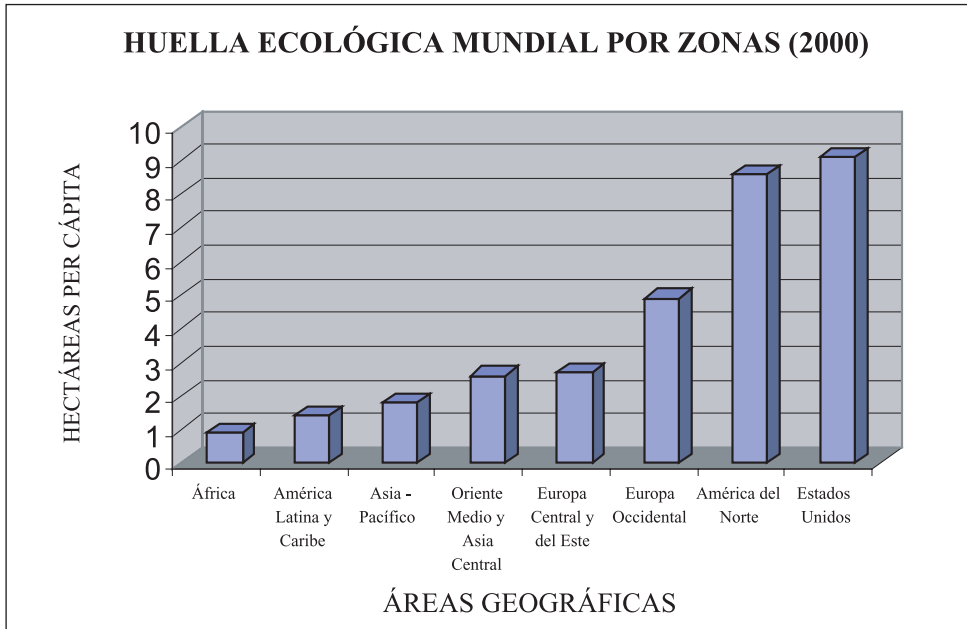 HUELLA ECOLÓGICA MUNDIAL POR ZONAS (2000)
HECTÁREAS PER CÁPITA
10
9
8
7
6
5
4
3
2
1
0
África
América
Latina y
Caribe
Asia -
Pacífico
Oriente
Medio y
Asia
Central
Europa
Central y
del Este
Europa
Occidental
América del
Norte
Estados
Unidos
ÁREAS GEOGRÁFICAS